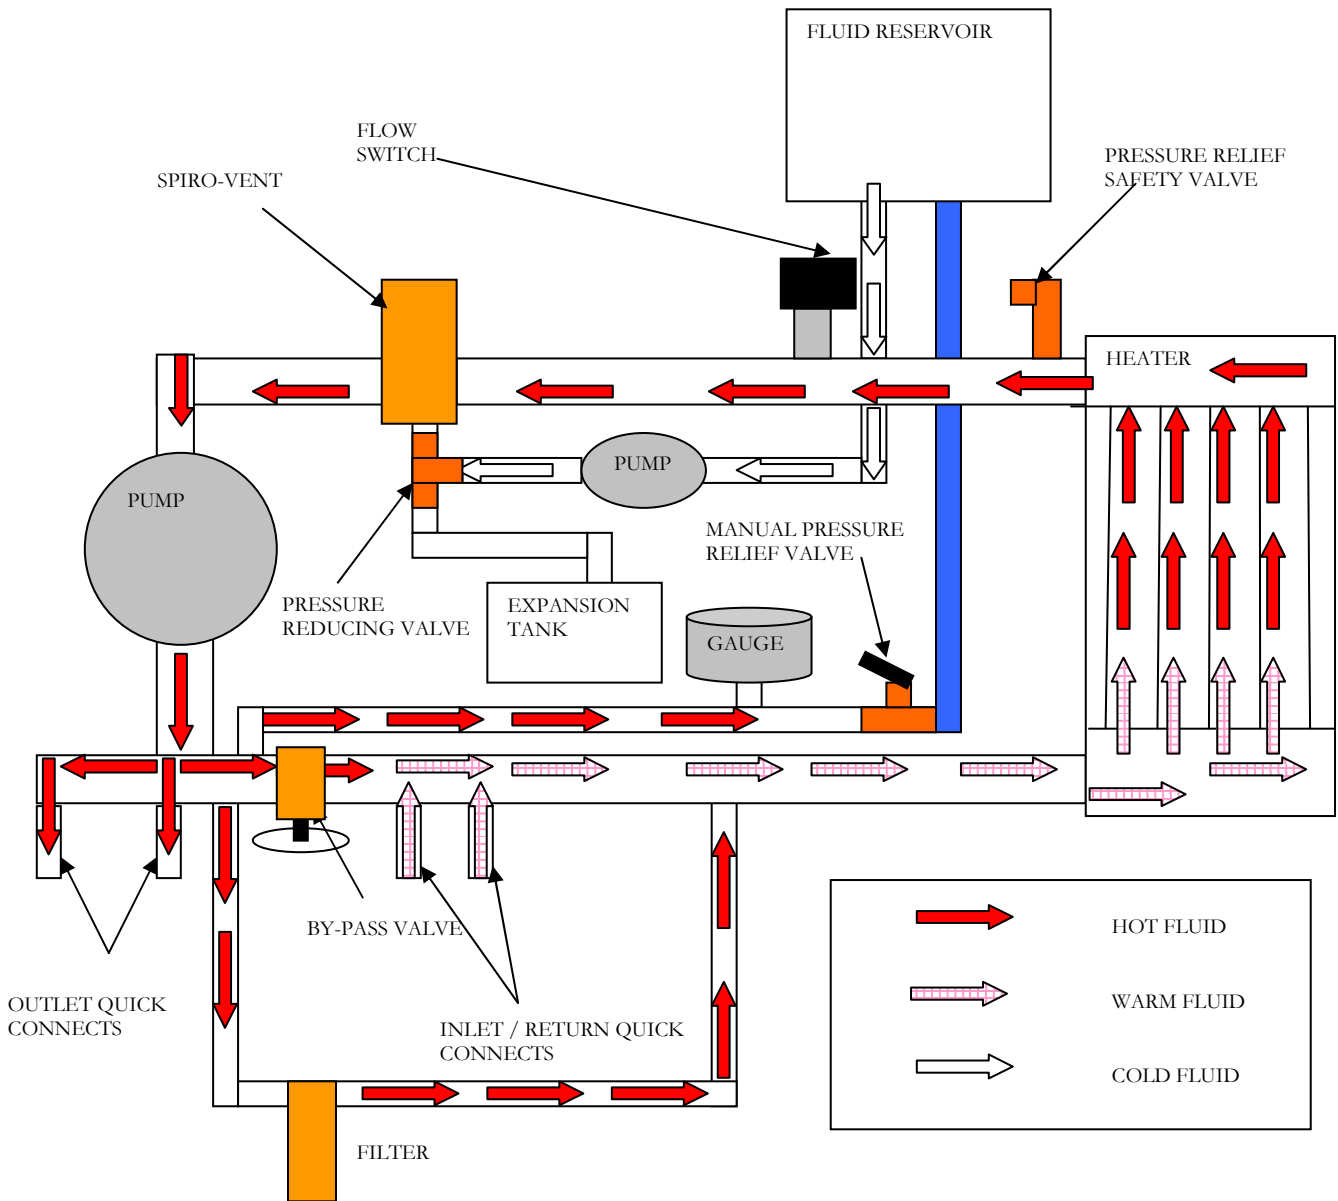 FLUID RESERVOIR
FLOW
SWITCH
PRESSURE RELIEF
SAFETY VALVE
SPIRO-VENT
HEATER
PUMP
PUMP
MANUAL PRESSURE
RELIEF VALVE
PRESSURE
REDUCING VALVE
EXPANSION
TANK
GAUGE
BY-PASS VALVE
OUTLET QUICK
CONNECTS
INLET / RETURN QUICK
CONNECTS
FILTER
HOT FLUID
WARM FLUID
COLD FLUID